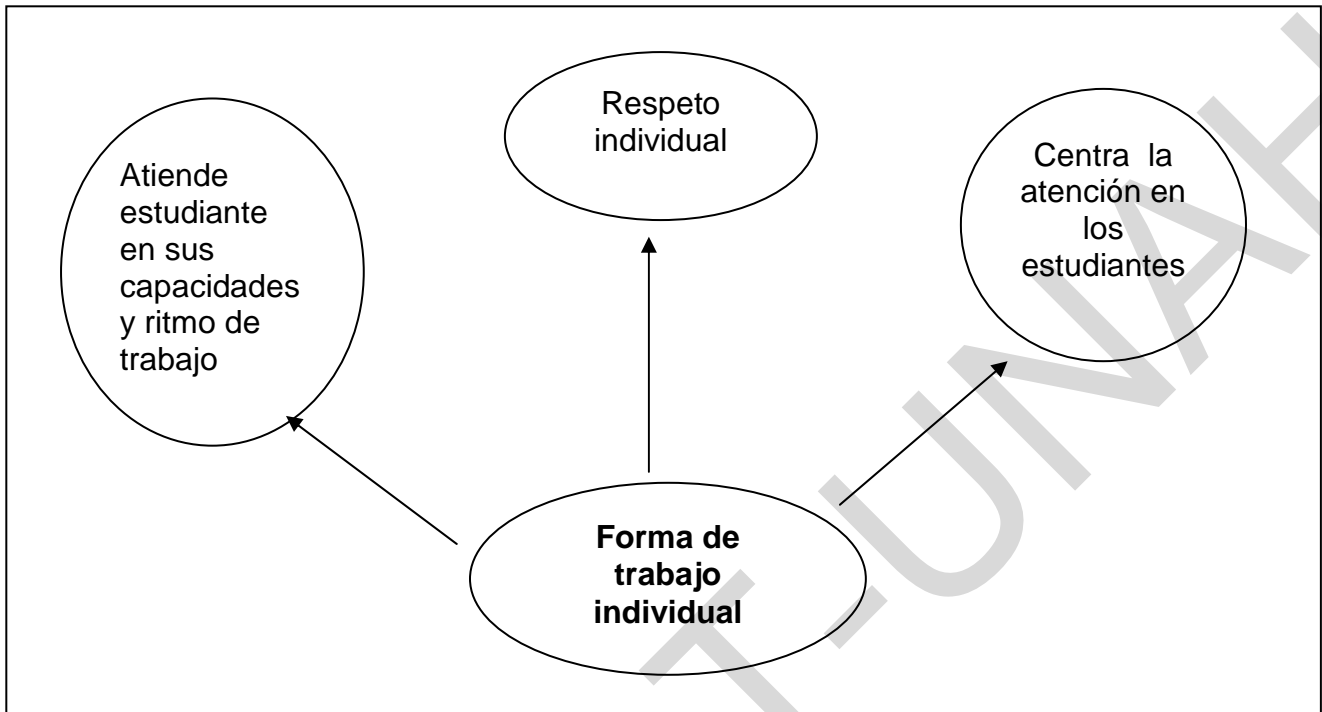 Respeto
individual
Atiende
estudiante
en sus
capacidades
y ritmo de
trabajo
Centra la
atención en
los
estudiantes
Forma de
trabajo
individual
T-UNAH